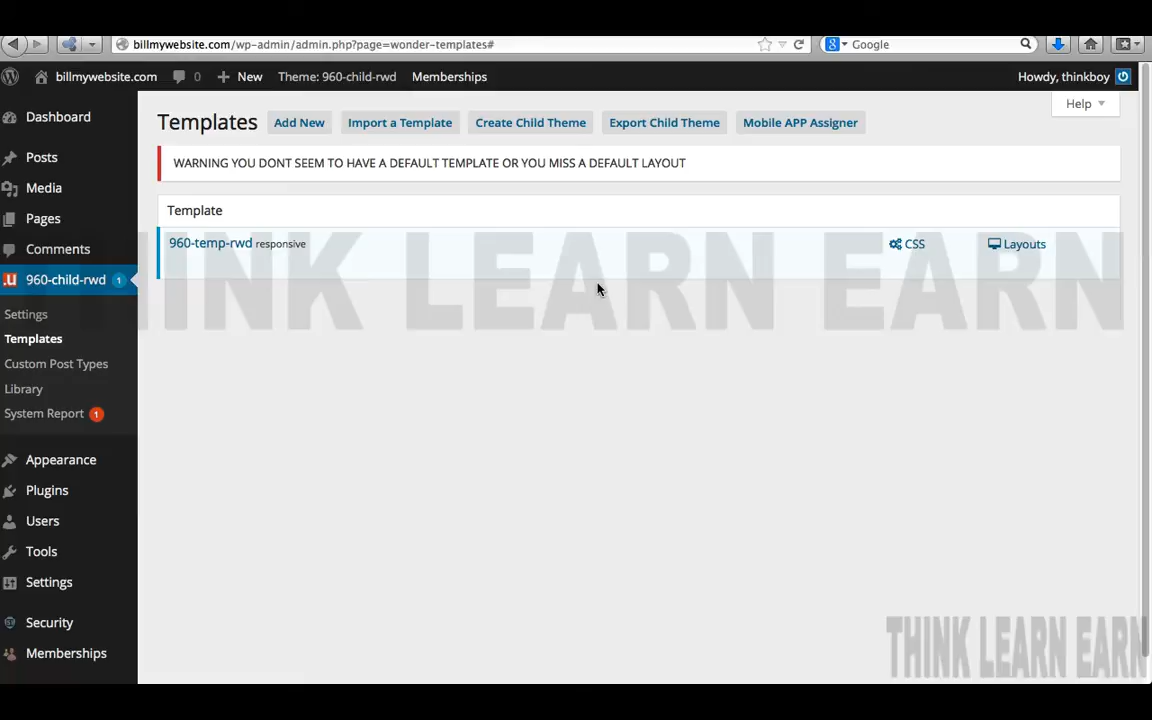 billmywebsite.com/wp-admin/admin.php?page=wonder-templates#
Google
billmywebsite.com
0
New
Theme: 960-child-rwd
Memberships
Howdy, thinkboy
Help
Dashboard
Posts
Media
Pages
Comments
960-child-rwd 1
Settings
Templates
Custom Post Types
Library
System Report 1
Appearance
Plugins
Users
Tools
Settings
Security
Memberships
Templates
Add New
Import a Template
Create Child Theme
Export Child Theme
Mobile APP Assigner
WARNING YOU DONT SEEM TO HAVE A DEFAULT TEMPLATE OR YOU MISS A DEFAULT LAYOUT
Template
960-temp-rwd responsive
CSS
Layouts
THINK LEARN EARN
THINK LEARN EARN